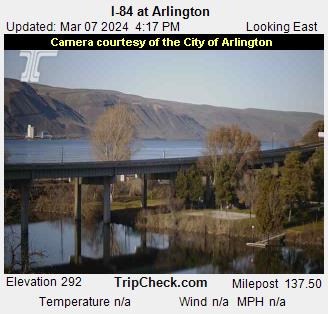 I-84 at Arlington
Updated: Mar 07 2024 4:17 PM Looking East
Camera courtesy of the City of Arlington
Elevation 292 TripCheck.com Milepost 137.50
Temperature n/a Wind n/a MPH n/a